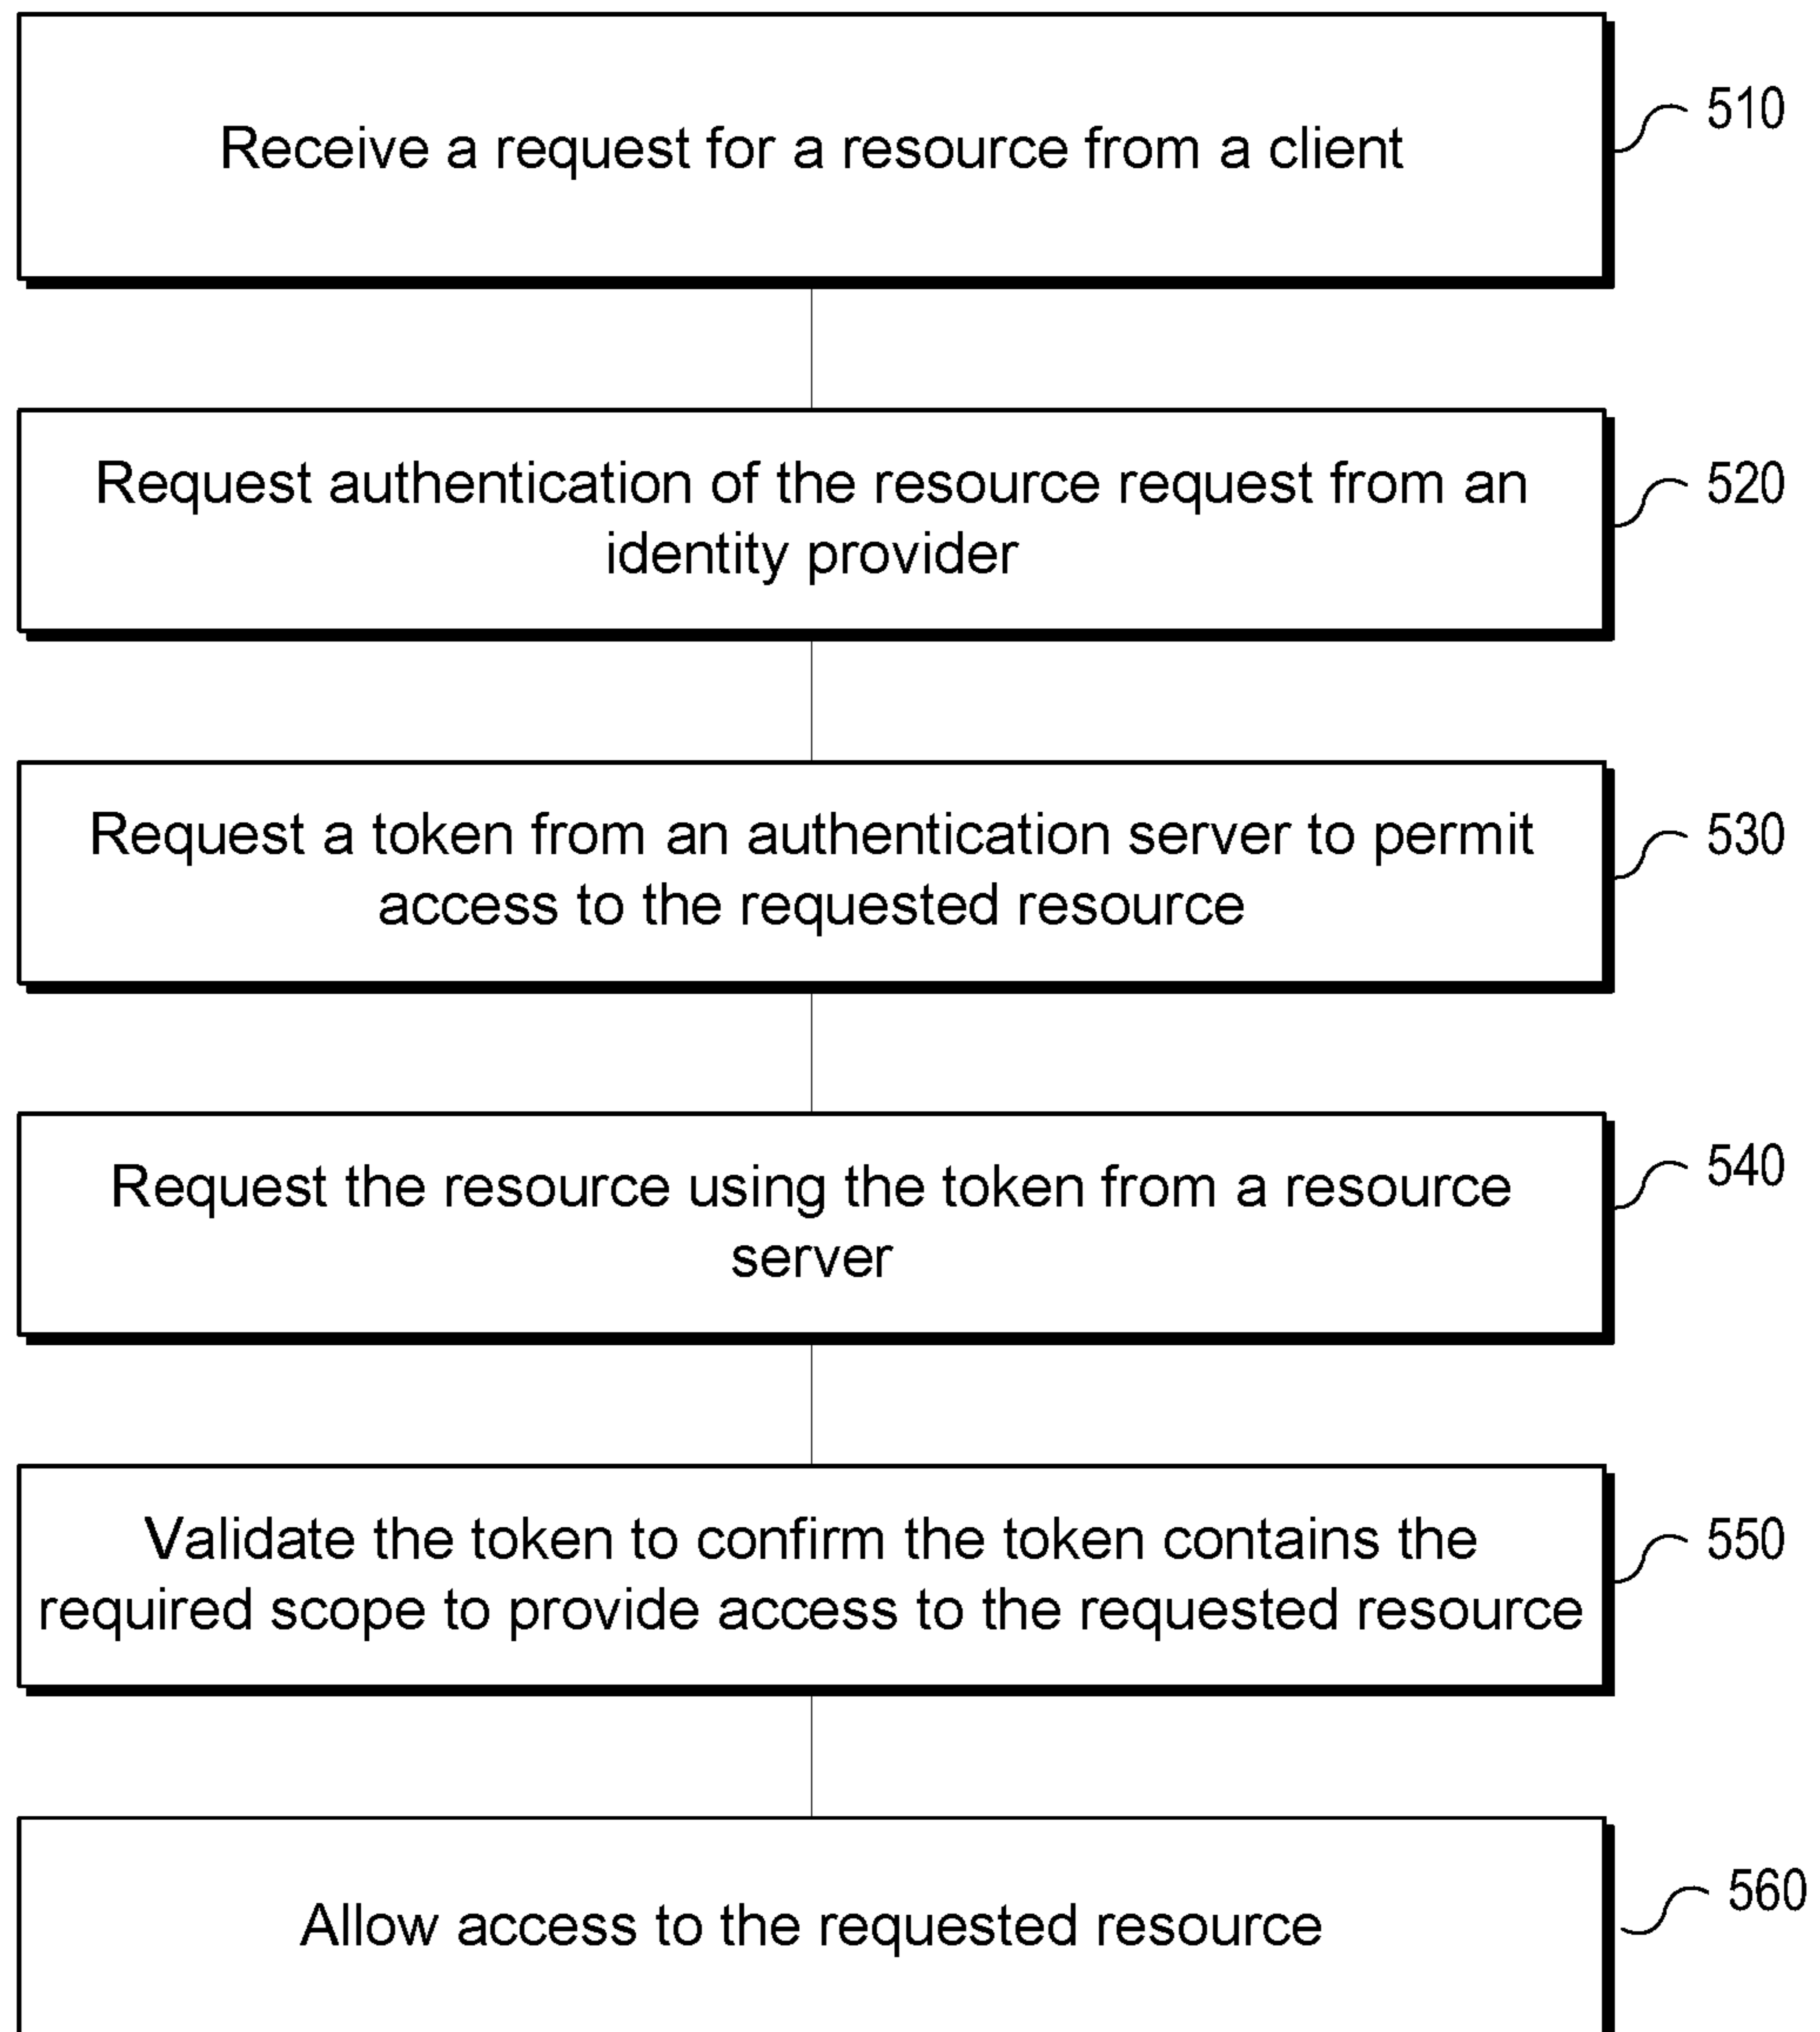 Receive a request for a resource from a client
510
Request authentication of the resource request from an
identity provider
520
Request a token from an authentication server to permit
access to the requested resource
530
Request the resource using the token from a resource
server
540
Validate the token to confirm the token contains the
required scope to provide access to the requested resource
550
Allow access to the requested resource
560